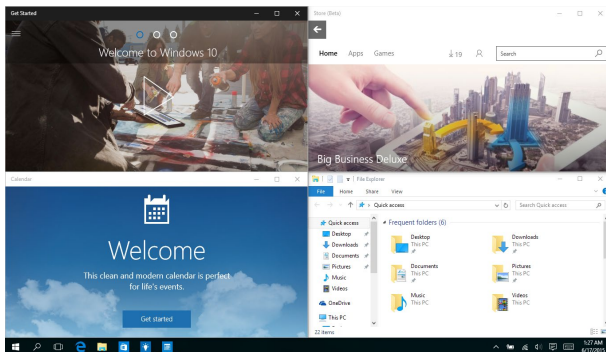 Get Started
Welcome to Windows 10
Store (Beta)
Home Apps Games
19
Search
Big Business Deluxe
Calendar
Welcome
This clean and modern calendar is perfect
for life's events.
Get started
File Explorer
File Home Share View
Quick access
Search Quick access
Quick access
Desktop
Downloads
Documents
Pictures
Music
Videos
OneDrive
This PC
Frequent folders (6)
Desktop
This PC
Downloads
This PC
Documents
This PC
Pictures
This PC
Music
This PC
Videos
This PC
22 items
1:27 AM
6/17/2015